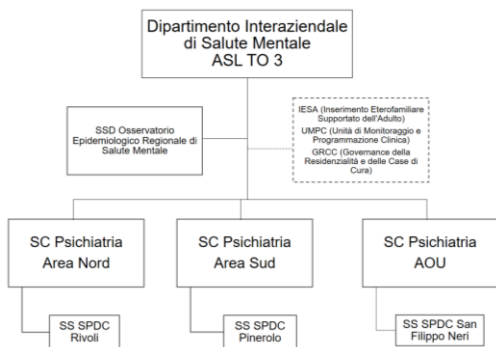 Dipartimento Interaziendale
di Salute Mentale
ASL TO 3
SSD Osservatorio
Epidemiologico Regionale di
Salute Mentale
IESA (Inserimento Eterofamiliare
Supportato dell'Adulto)
UMPC (Unità di Monitoraggio e
Programmazione Clinica)
GRCC (Governance della
Residenzialità e delle Case di
Cura)
SC Psichiatria
Area Nord
SC Psichiatria
Area Sud
SC Psichiatria
AOU
SS SPDC
Rivoli
SS SPDC
Pinerolo
SS SPDC San
Filippo Neri